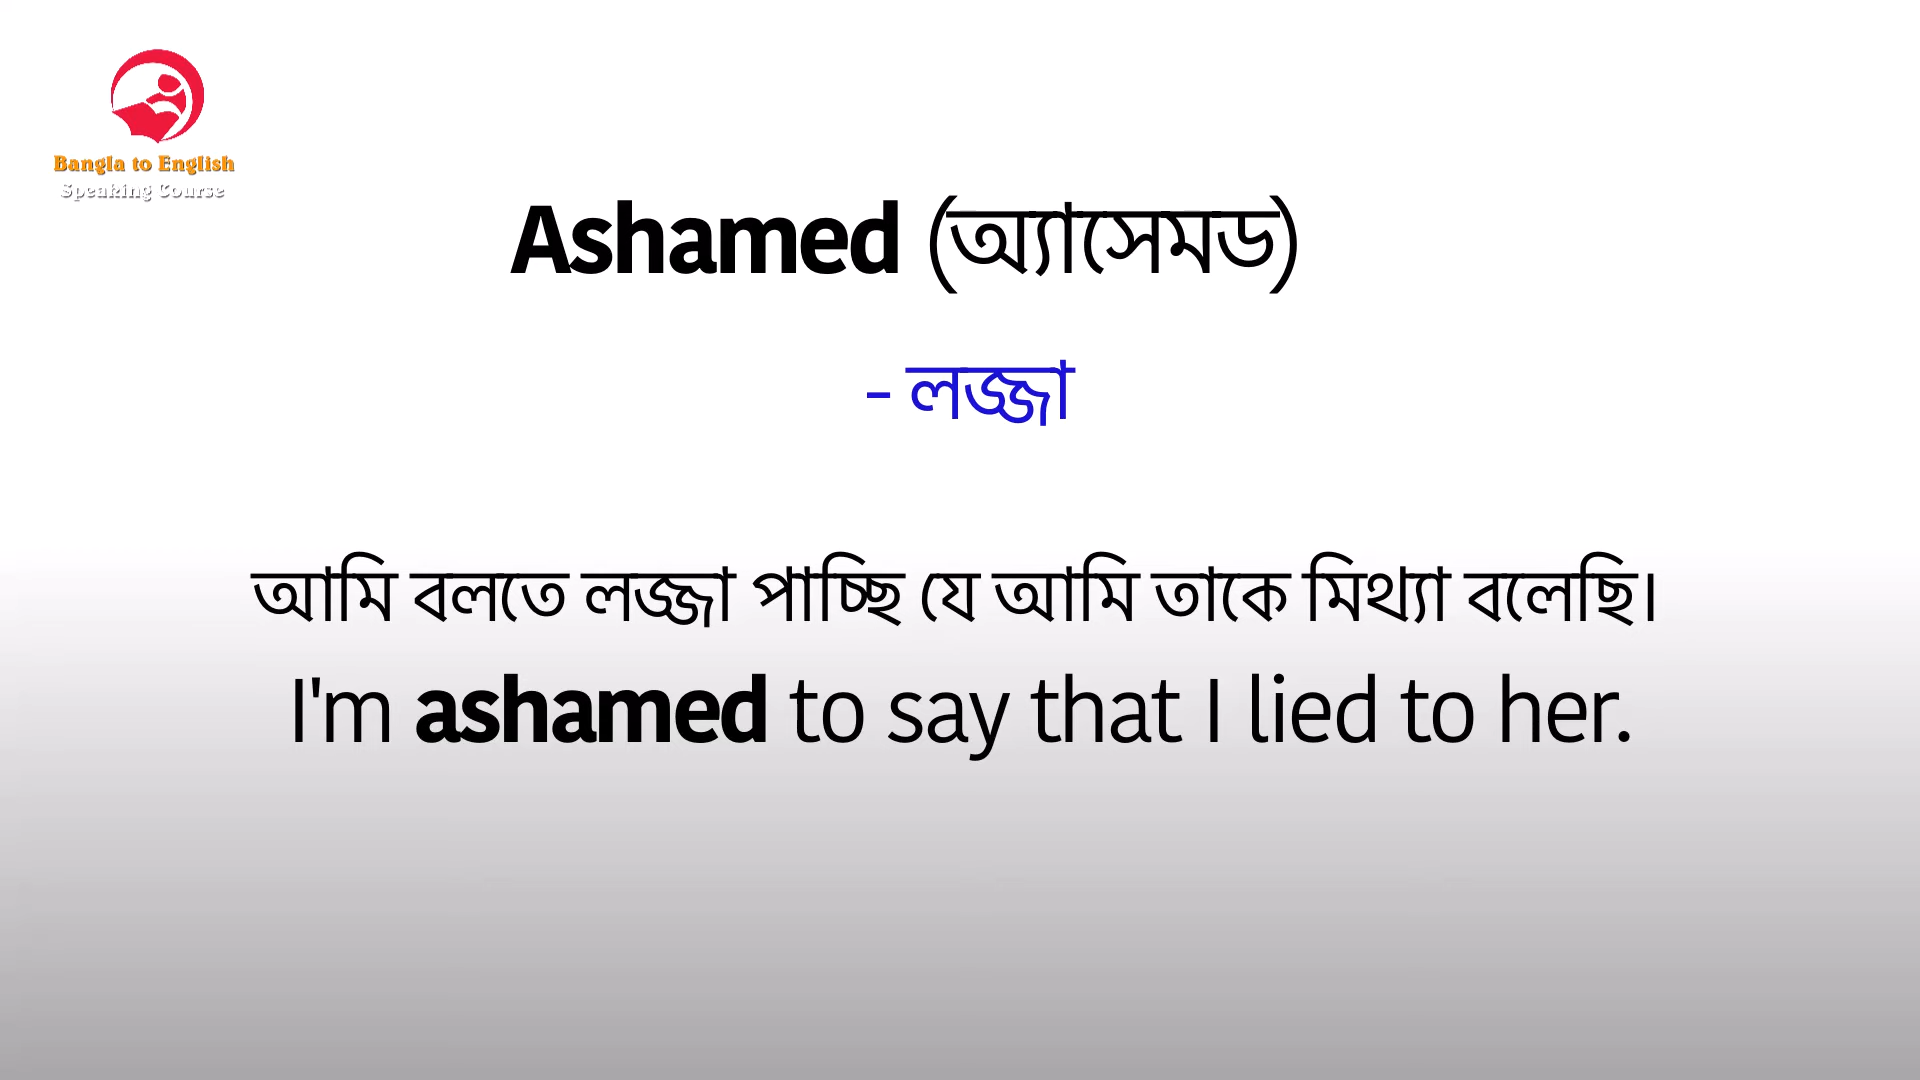 Bangla to English
Speaking Course
Ashamed (অ্যাসেমড)
- লজ্জা
আমি বলতে লজ্জা পাচ্ছি যে আমি তাকে মিথ্যা বলেছি।
I'm ashamed to say that I lied to her.